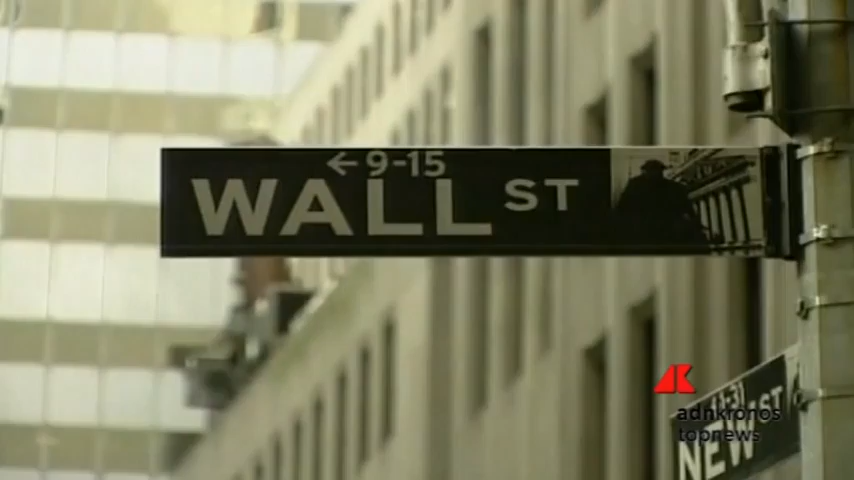 ← 9-15
WALL ST
NEW ST
adnkronos
topnews